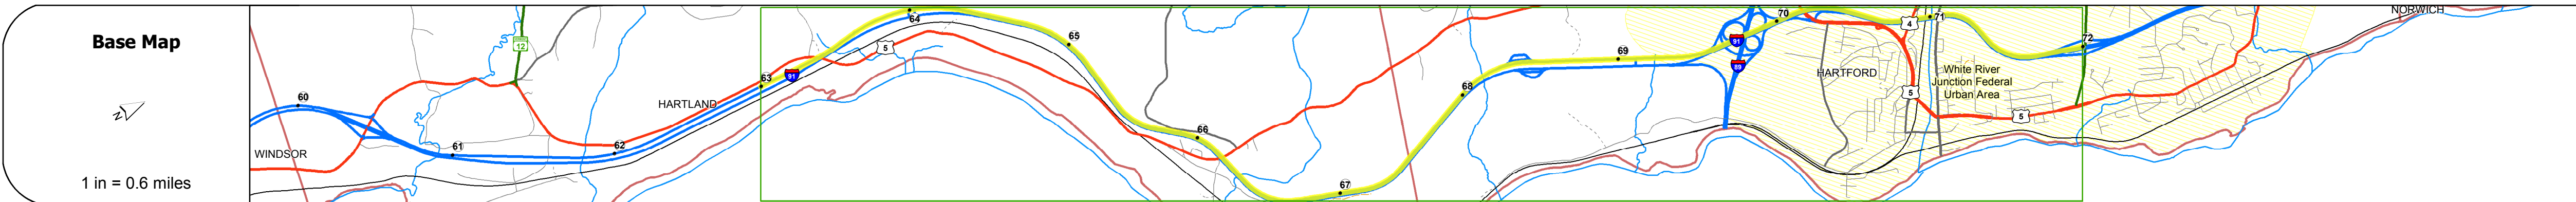 Base Map
1 in = 0.6 miles
WINDSOR
60
61
12
62
HARTLAND
63
91
5
64
65
66
67
68
69
91
89
70
HARTFORD
4
5
71
White River
Junction Federal
Urban Area
5
72
NORWICH